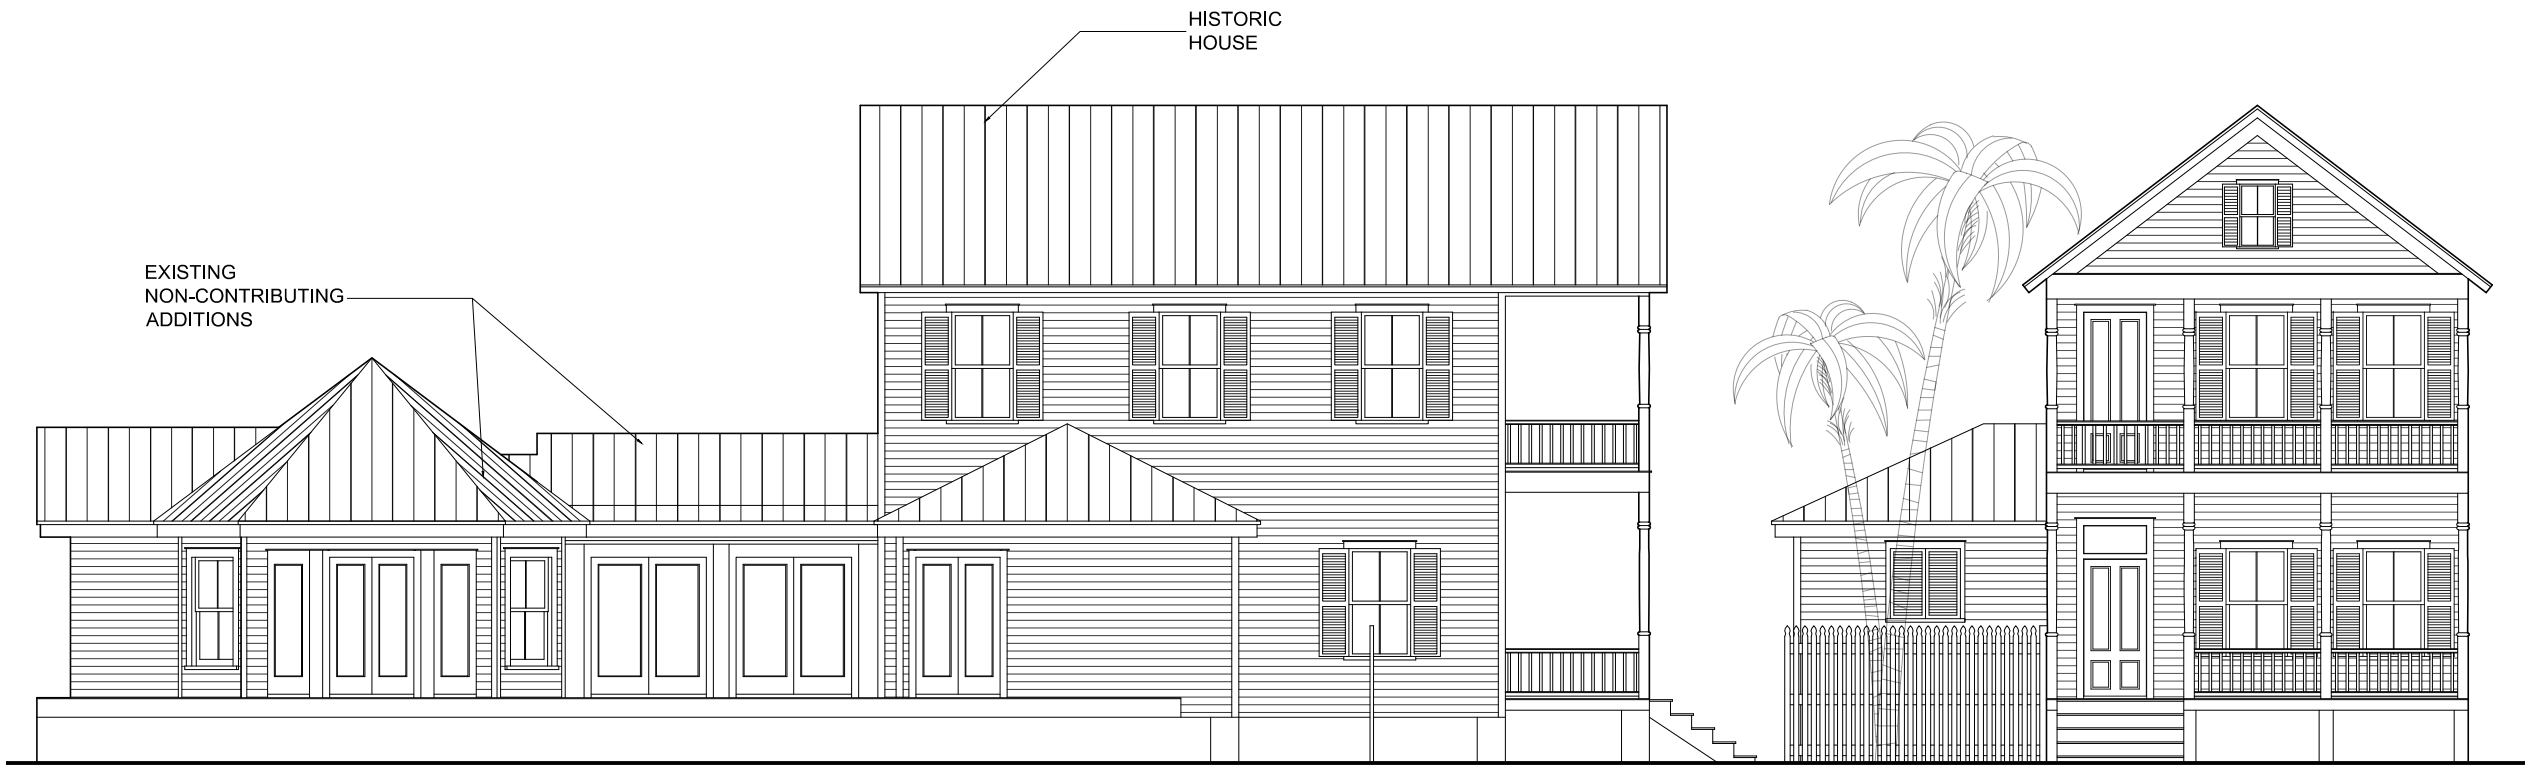 HISTORIC
HOUSE
EXISTING
NON-CONTRIBUTING
ADDITIONS